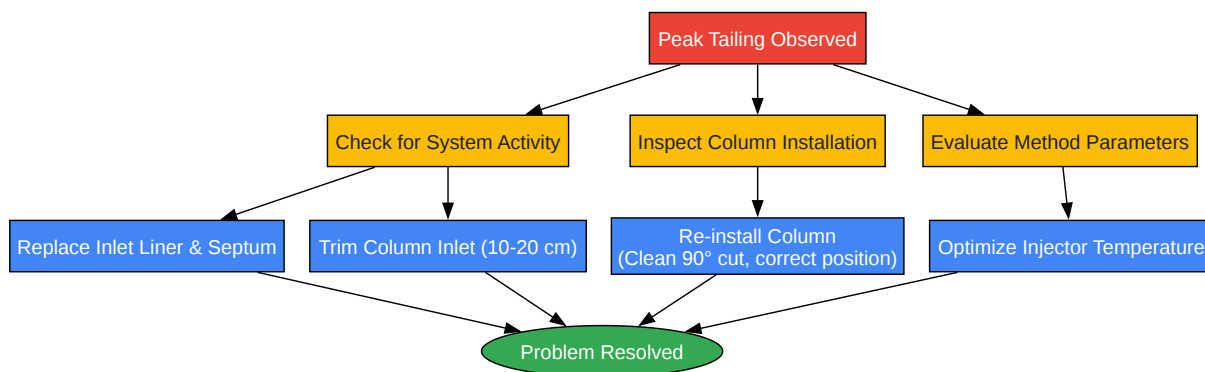 Peak Tailing Observed
Check for System Activity
Inspect Column Installation
Evaluate Method Parameters
Replace Inlet Liner & Septum
Trim Column Inlet (10-20 cm)
Re-install Column
(Clean 90° cut, correct position)
Optimize Injector Temperature
Problem Resolved